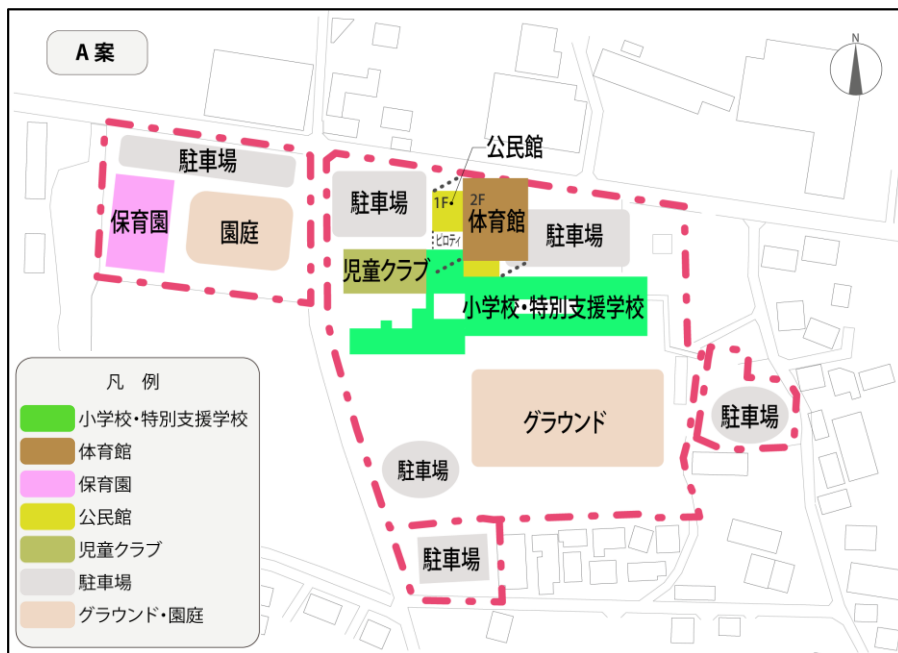 A案
N
公民館
駐車場
保育園
園庭
駐車場
1F
2F
体育館
駐車場
ピロティ
児童クラブ
小学校・特別支援学校
グラウンド
駐車場
駐車場
駐車場
凡 例
小学校・特別支援学校
体育館
保育園
公民館
児童クラブ
駐車場
グラウンド・園庭